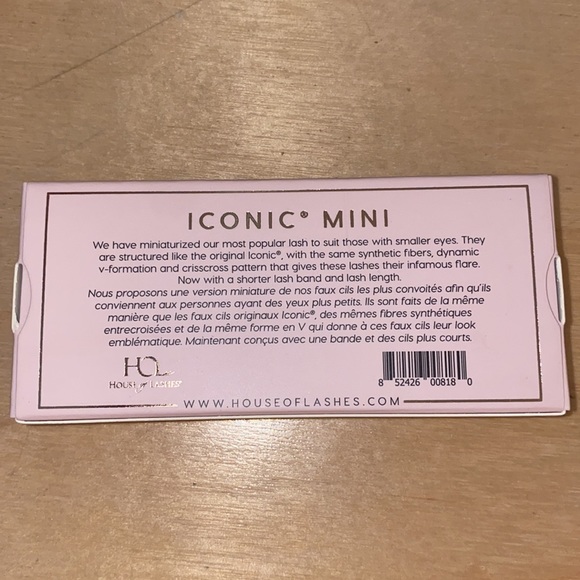 ICONIC® MINI
We have miniaturized our most popular lash to suit those with smaller eyes. They
are structured like the original Iconic®, with the same synthetic fibers, dynamic
v-formation and crisscross pattern that gives these lashes their infamous flare.
Now with a shorter lash band and lash length.
Nous proposons une version miniature de nos faux cils les plus convoités afin qu'ils
conviennent aux personnes ayant des yeux plus petits. Ils sont faits de la même
manière que les faux cils originaux Iconic®, des mêmes fibres synthétiques
entrecroisées et de la même forme en V qui donne à ces faux cils leur look
emblématique. Maintenant conçus avec une bande et des cils plus courts.
HOL
HOUSE of LASHES®
8 52426 00818 0
WWW.HOUSEOFLASHES.COM